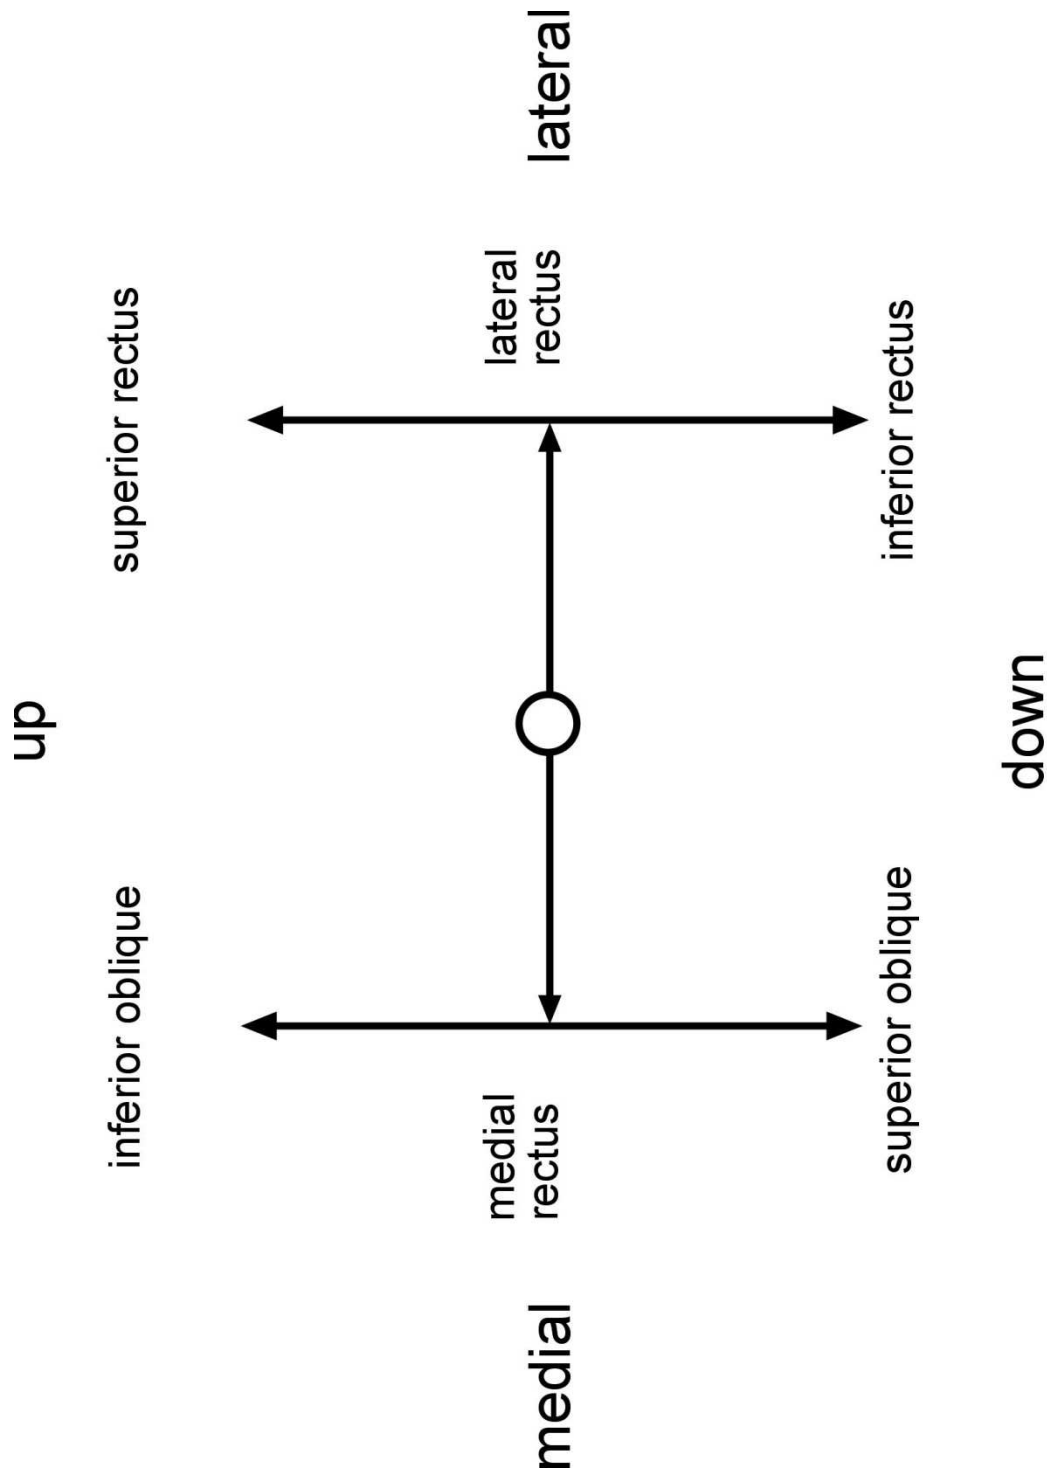 up
inferior oblique
superior rectus
medial
medial
rectus
lateral
rectus
lateral
superior oblique
inferior rectus
down